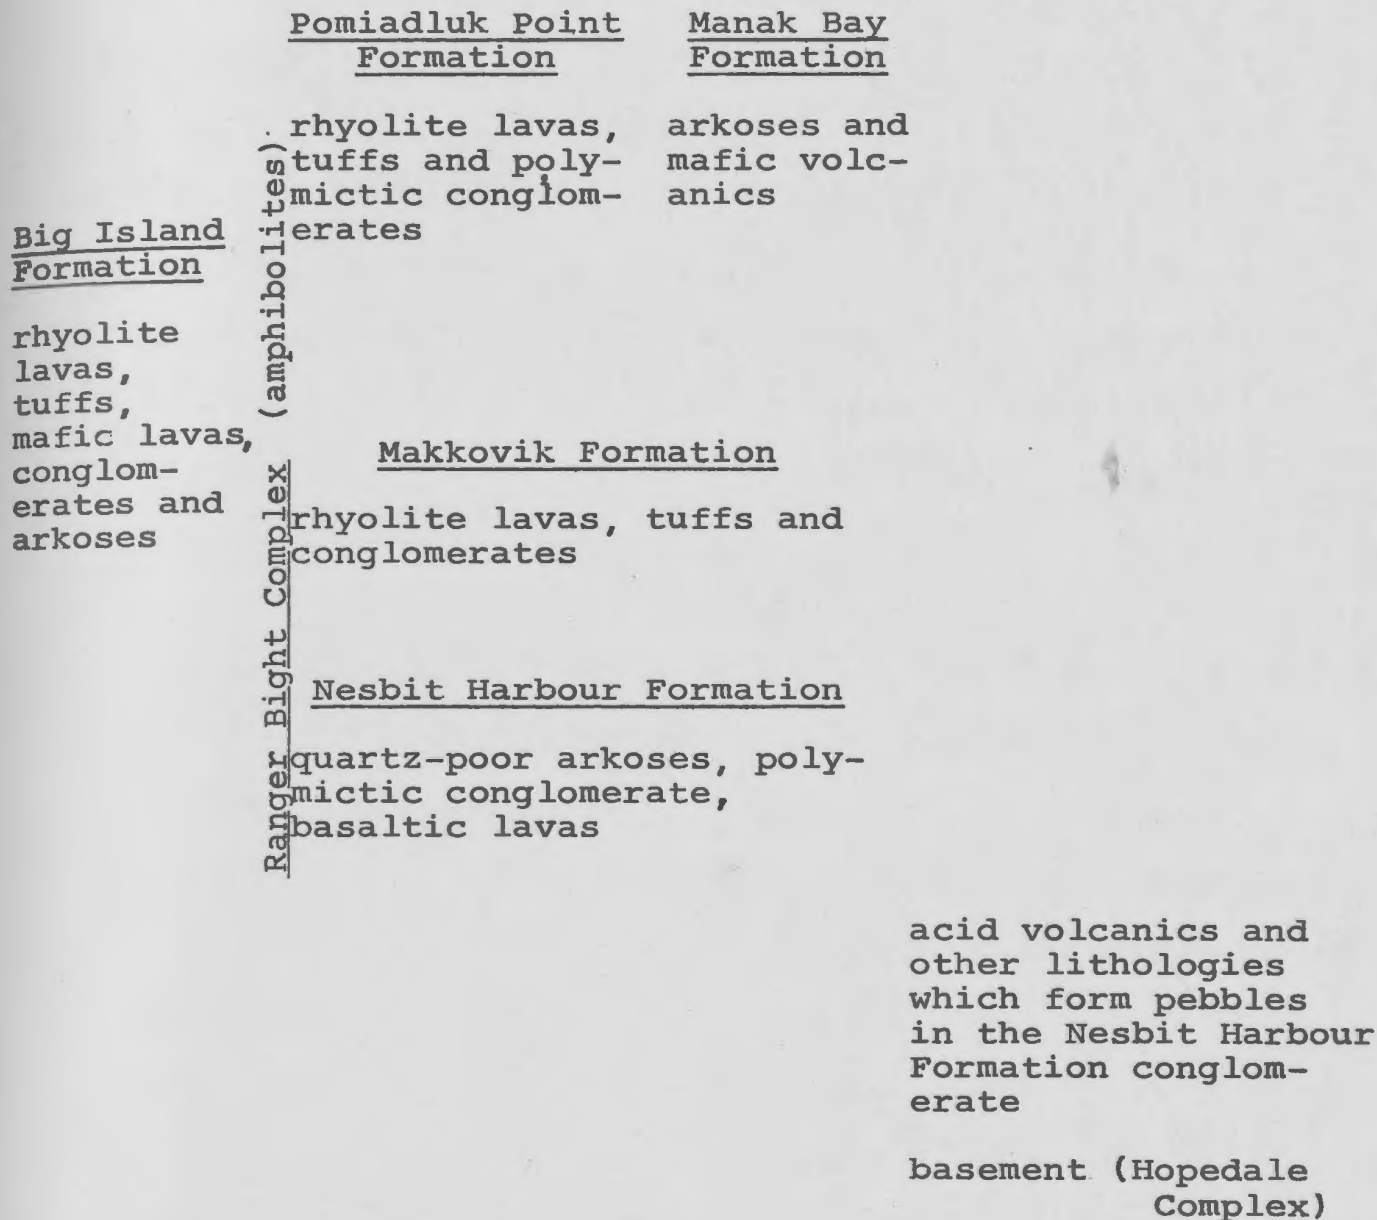 Pomiadluk Point
Formation
rhyolite lavas,
tuffs and poly-
mictic conglom-
erates
Manak Bay
Formation
arkoses and
mafic volc-
anics
Big Island
Formation
rhyolite
lavas,
tuffs,
mafic lavas,
conglom-
erates and
arkoses
Ranger Bight Complex (amphibolites)
Makkovik Formation
rhyolite lavas, tuffs and
conglomerates
Nesbit Harbour Formation
quartz-poor arkoses, poly-
mictic conglomerate,
basaltic lavas
acid volcanics and
other lithologies
which form pebbles
in the Nesbit Harbour
Formation conglom-
erate
basement (Hopedale
Complex)